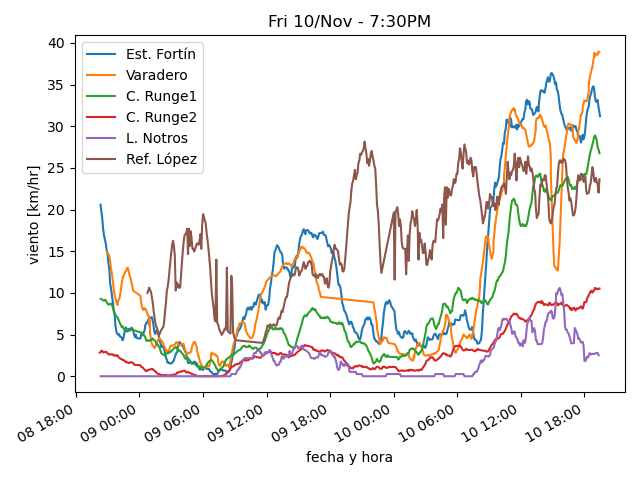 Fri 10/Nov - 7:30PM
viento [km/hr]
40
35
30
25
20
15
10
5
0
Est. Fortín
Varadero
C. Runge1
C. Runge2
L. Notros
Ref. López
08 18:00
09 00:00
09 06:00
09 12:00
09 18:00
10 00:00
10 06:00
10 12:00
10 18:00
fecha y hora